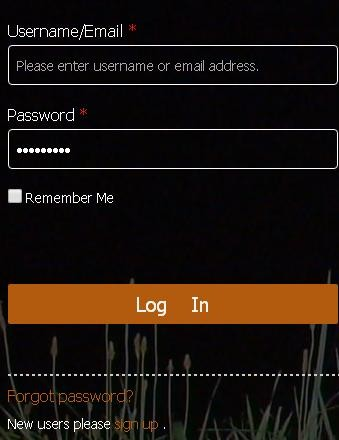 Username/Email *
Please enter username or email address.
Password *
•••••••••
Remember Me
Log In
Forgot password?
New users please sign up .